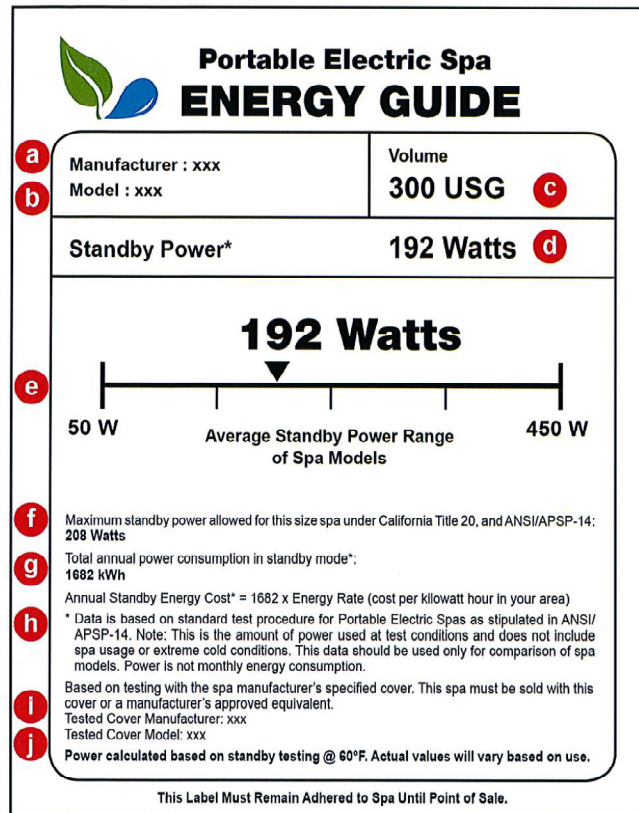 Portable Electric Spa
ENERGY GUIDE
a
Manufacturer : xxx
b
Model : xxx
Volume
300 USG
c
Standby Power*
192 Watts
d
192 Watts
e
50 W
450 W
Average Standby Power Range
of Spa Models
f
Maximum standby power allowed for this size spa under California Title 20, and ANSI/APSP-14:
208 Watts
g
Total annual power consumption in standby mode*:
1682 kWh
Annual Standby Energy Cost* = 1682 x Energy Rate (cost per kilowatt hour in your area)
h
* Data is based on standard test procedure for Portable Electric Spas as stipulated in ANSI/
APSP-14. Note: This is the amount of power used at test conditions and does not include
spa usage or extreme cold conditions. This data should be used only for comparison of spa
models. Power is not monthly energy consumption.
Based on testing with the spa manufacturer's specified cover. This spa must be sold with this
cover or a manufacturer's approved equivalent.
i
Tested Cover Manufacturer: xxx
j
Tested Cover Model: xxx
Power calculated based on standby testing @ 60°F. Actual values will vary based on use.
This Label Must Remain Adhered to Spa Until Point of Sale.